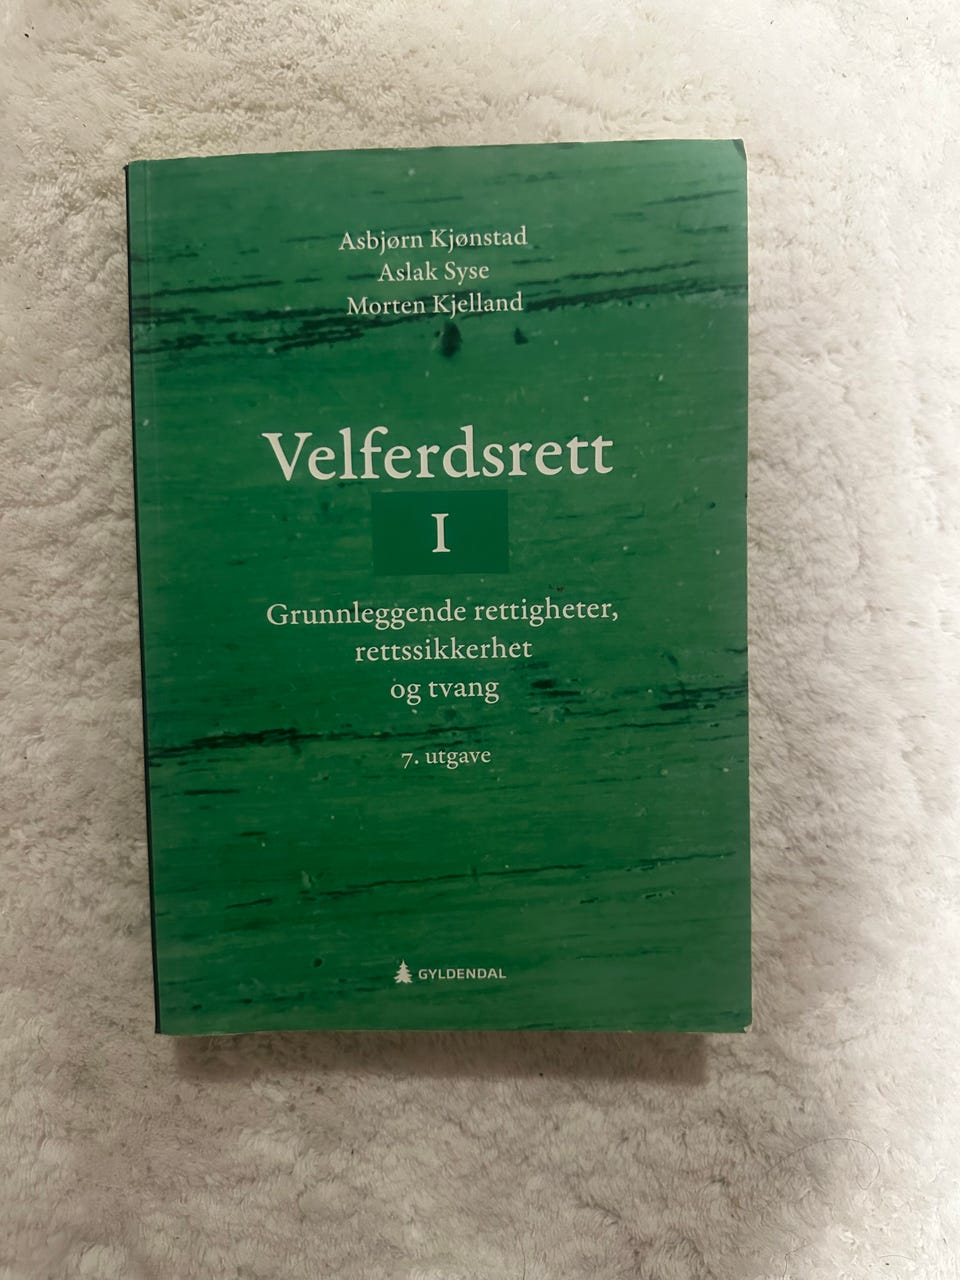 Asbjørn Kjønstad
Aslak Syse
Morten Kjelland
Velferdsrett
I
Grunnleggende rettigheter,
rettssikkerhet
og tvang
7. utgave
GYLDENDAL